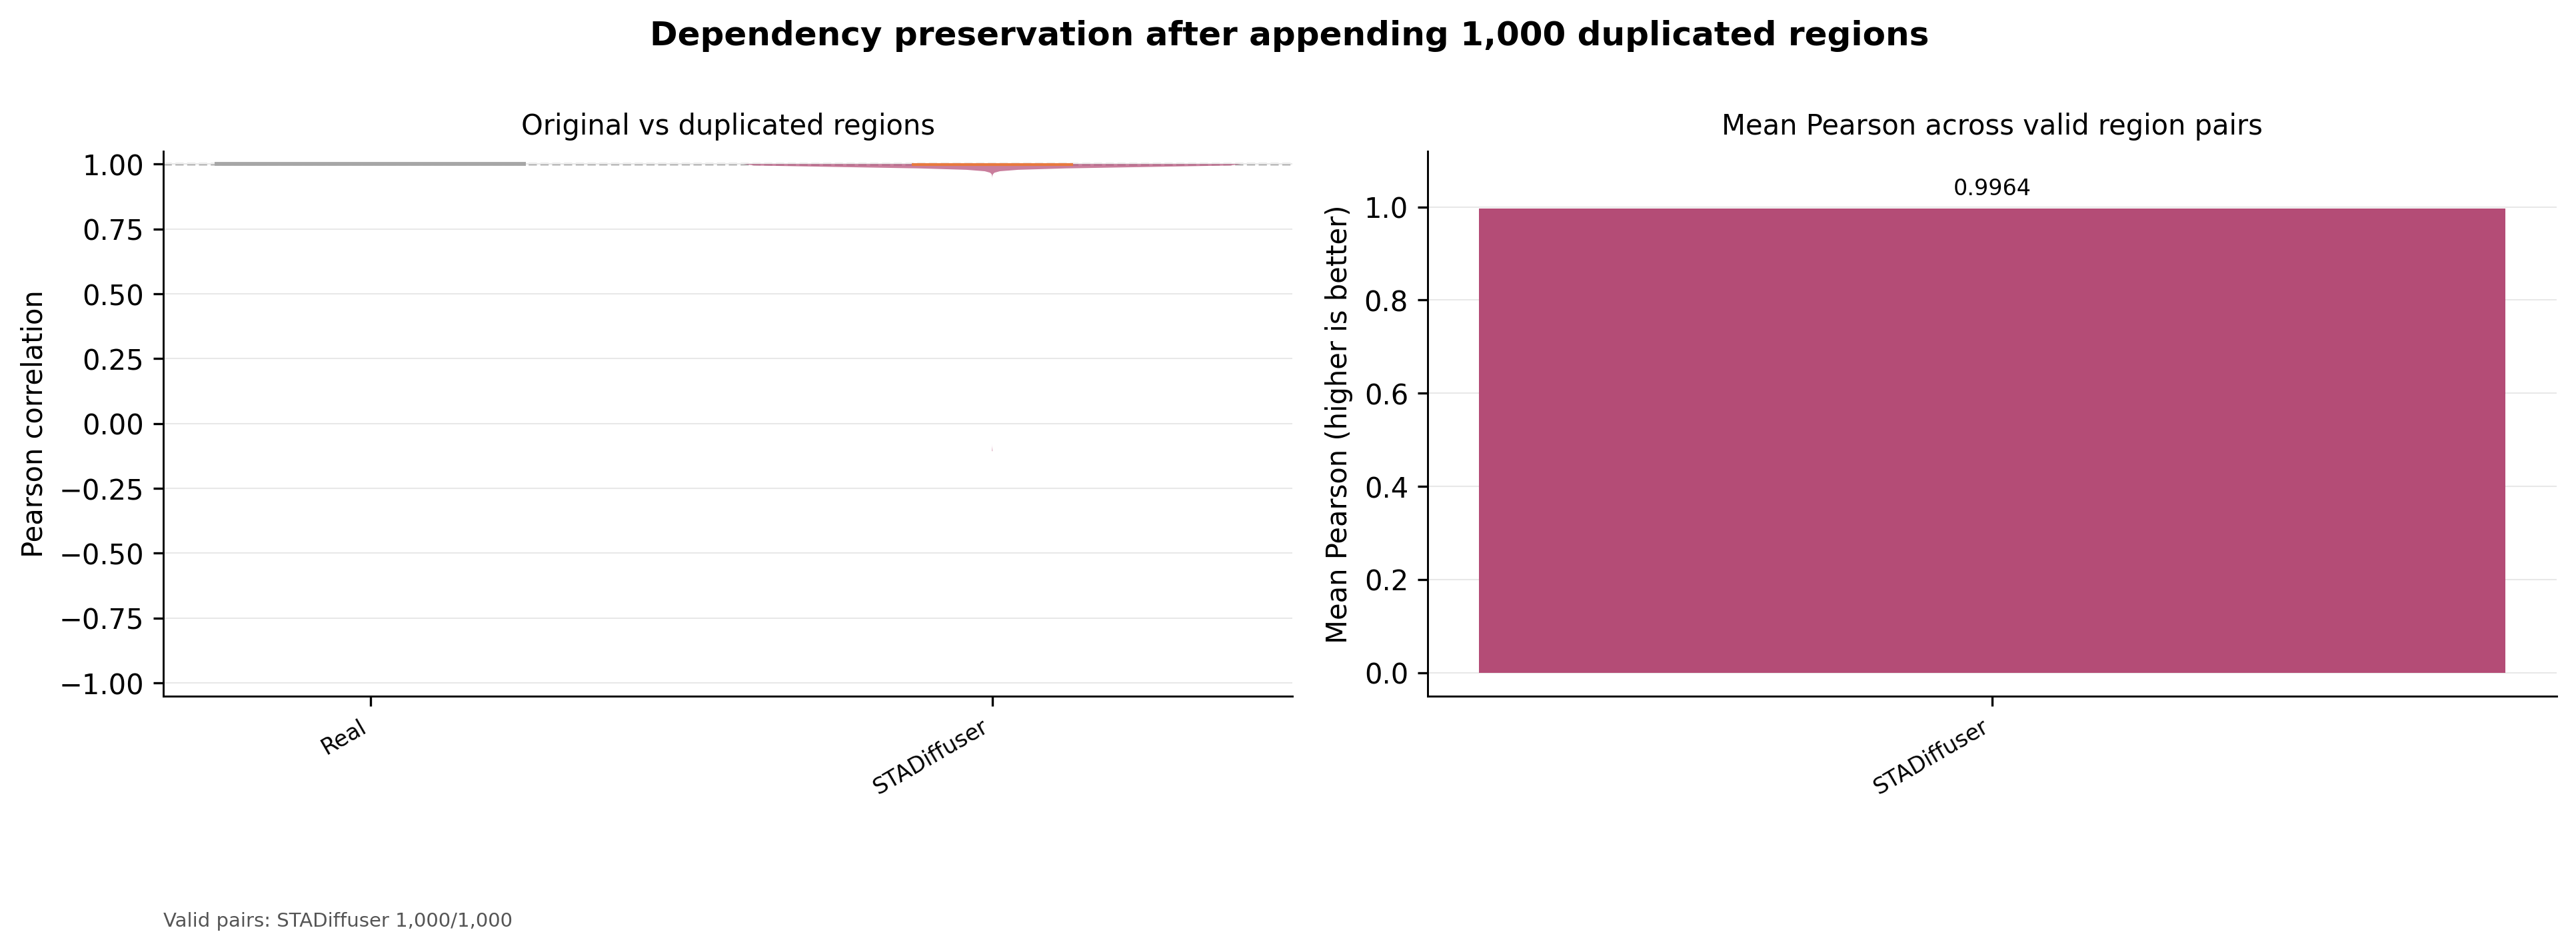 Dependency preservation after appending 1,000 duplicated regions
Original vs duplicated regions
Pearson correlation
1.00
0.75
0.50
0.25
0.00
−0.25
−0.50
−0.75
−1.00
Real
STADiffuser
Mean Pearson across valid region pairs
Mean Pearson (higher is better)
1.0
0.8
0.6
0.4
0.2
0.0
0.9964
STADiffuser
Valid pairs: STADiffuser 1,000/1,000